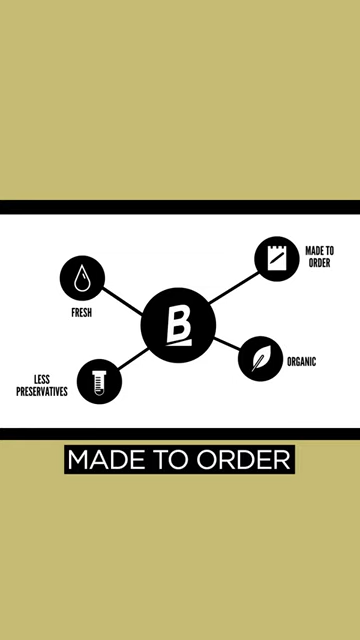 MADE TO
ORDER
FRESH
B
ORGANIC
LESS
PRESERVATIVES
MADE TO ORDER